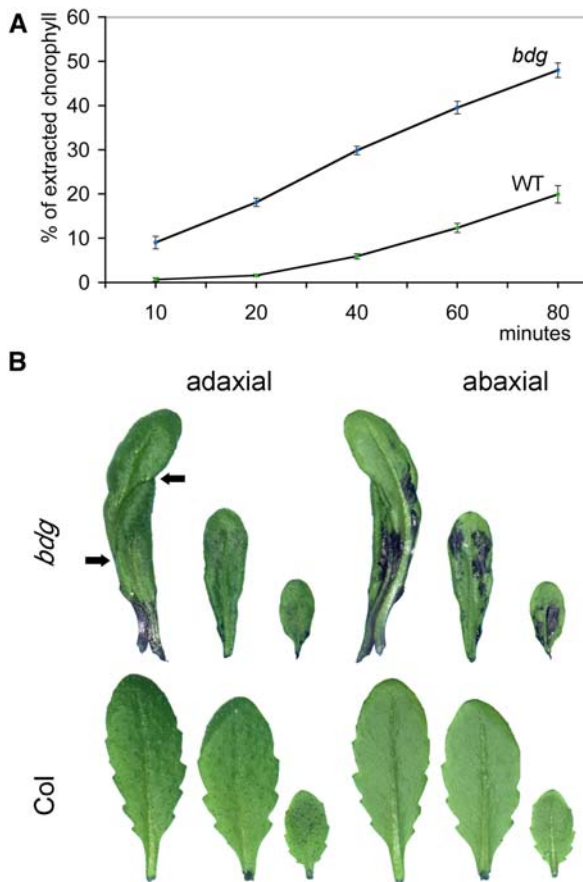 A
% of extracted chorophyll
60
50
40
30
20
10
0
bdg
WT
10 20 40 60 80
minutes
B
adaxial abaxial
bdg
Col